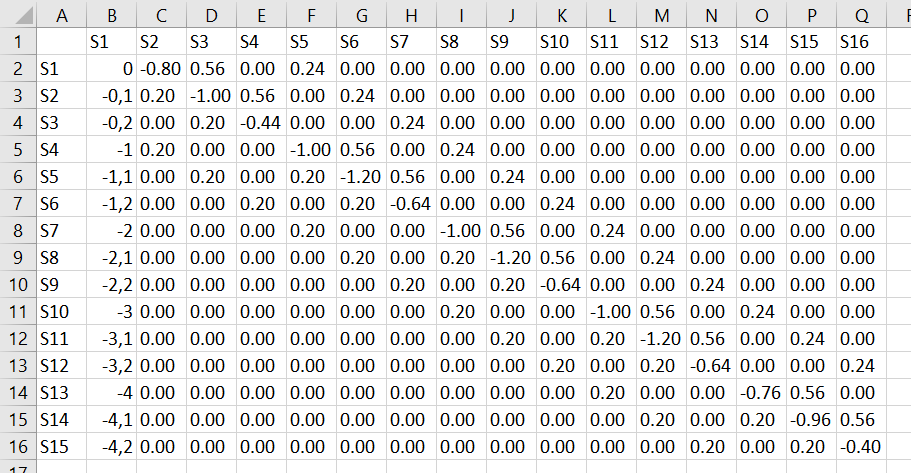 A B C D E F G H I J K L M N O P Q
1 S1 S2 S3 S4 S5 S6 S7 S8 S9 S10 S11 S12 S13 S14 S15 S16
2 S1 0 -0.80 0.56 0.00 0.24 0.00 0.00 0.00 0.00 0.00 0.00 0.00 0.00 0.00 0.00 0.00
3 S2 -0,1 0.20 -1.00 0.56 0.00 0.24 0.00 0.00 0.00 0.00 0.00 0.00 0.00 0.00 0.00 0.00
4 S3 -0,2 0.00 0.20 -0.44 0.00 0.00 0.24 0.00 0.00 0.00 0.00 0.00 0.00 0.00 0.00 0.00
5 S4 -1 0.20 0.00 0.00 -1.00 0.56 0.00 0.24 0.00 0.00 0.00 0.00 0.00 0.00 0.00 0.00
6 S5 -1,1 0.00 0.20 0.00 0.20 -1.20 0.56 0.00 0.24 0.00 0.00 0.00 0.00 0.00 0.00 0.00
7 S6 -1,2 0.00 0.00 0.20 0.00 0.20 -0.64 0.00 0.00 0.24 0.00 0.00 0.00 0.00 0.00 0.00
8 S7 -2 0.00 0.00 0.00 0.20 0.00 0.00 -1.00 0.56 0.00 0.24 0.00 0.00 0.00 0.00 0.00
9 S8 -2,1 0.00 0.00 0.00 0.00 0.20 0.00 0.20 -1.20 0.56 0.00 0.24 0.00 0.00 0.00 0.00
10 S9 -2,2 0.00 0.00 0.00 0.00 0.00 0.20 0.00 0.20 -0.64 0.00 0.00 0.24 0.00 0.00 0.00
11 S10 -3 0.00 0.00 0.00 0.00 0.00 0.00 0.20 0.00 0.00 -1.00 0.56 0.00 0.24 0.00 0.00
12 S11 -3,1 0.00 0.00 0.00 0.00 0.00 0.00 0.00 0.20 0.00 0.20 -1.20 0.56 0.00 0.24 0.00
13 S12 -3,2 0.00 0.00 0.00 0.00 0.00 0.00 0.00 0.00 0.20 0.00 0.20 -0.64 0.00 0.00 0.24
14 S13 -4 0.00 0.00 0.00 0.00 0.00 0.00 0.00 0.00 0.00 0.20 0.00 0.00 -0.76 0.56 0.00
15 S14 -4,1 0.00 0.00 0.00 0.00 0.00 0.00 0.00 0.00 0.00 0.00 0.20 0.00 0.20 -0.96 0.56
16 S15 -4,2 0.00 0.00 0.00 0.00 0.00 0.00 0.00 0.00 0.00 0.00 0.00 0.20 0.00 0.20 -0.40